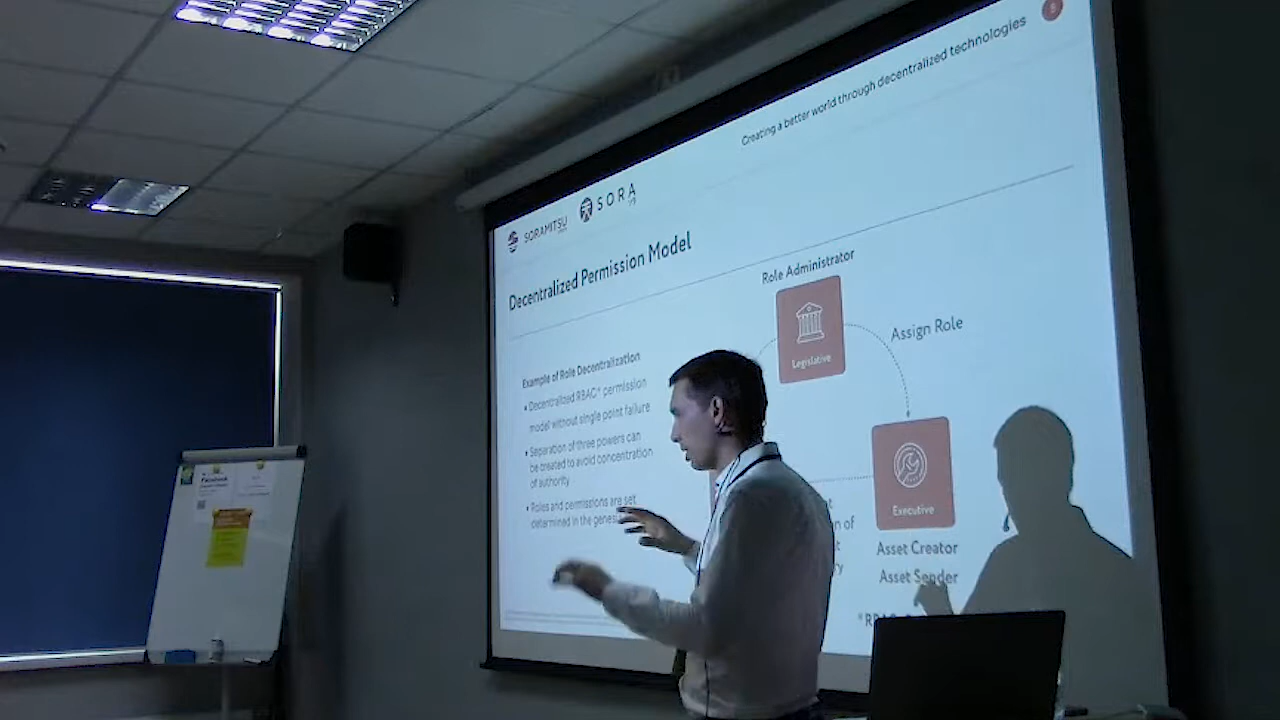 Creating a better world through decentralized technologies
SORAMITSU
SORA
Decentralized Permission Model
Role Administrator
Legislative
Assign Role
Example of Role Decentralization
• Decentralized RBAC* permission
model without single point failure
• Separation of three powers can
be created to avoid concentration
of authority
• Roles and permissions are set
determined in the
Executive
Asset Creator
Asset Sender
of
Facebook